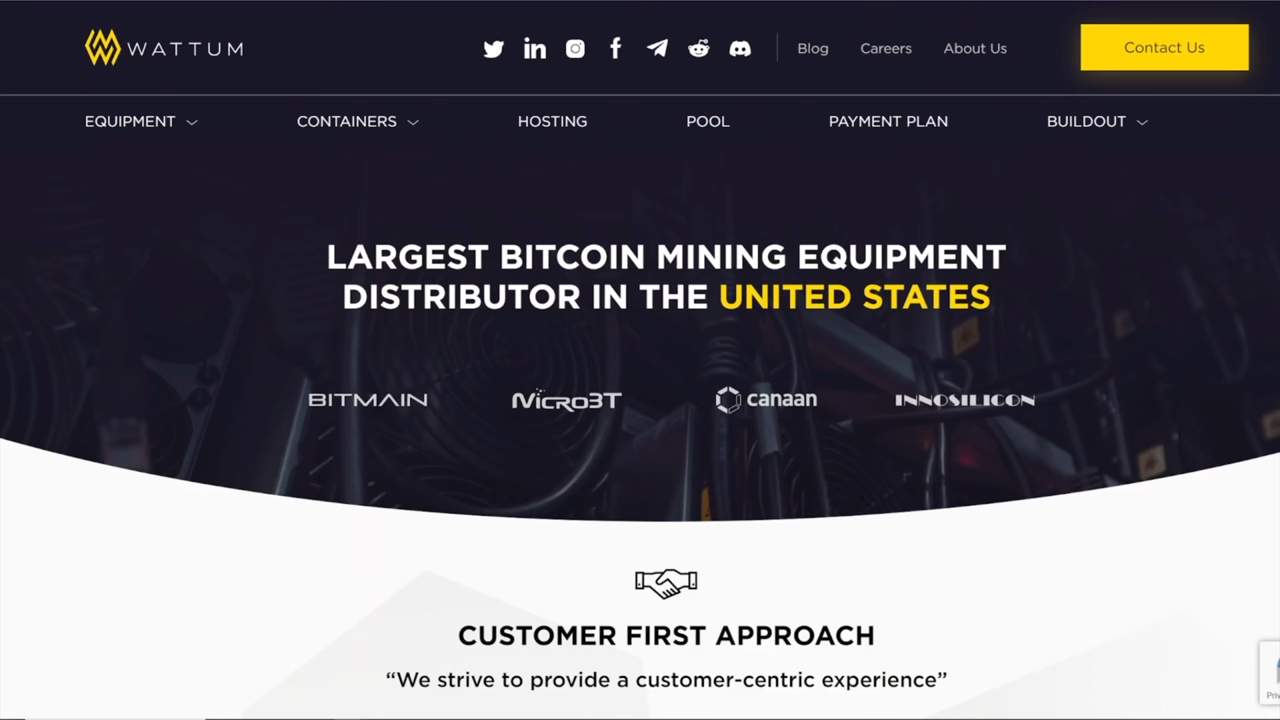 WATTUM
Blog Careers About Us Contact Us
EQUIPMENT CONTAINERS HOSTING POOL PAYMENT PLAN BUILDOUT
LARGEST BITCOIN MINING EQUIPMENT
DISTRIBUTOR IN THE UNITED STATES
BITMAIN MicroBT canaan INNOSILICON
CUSTOMER FIRST APPROACH
“We strive to provide a customer-centric experience”